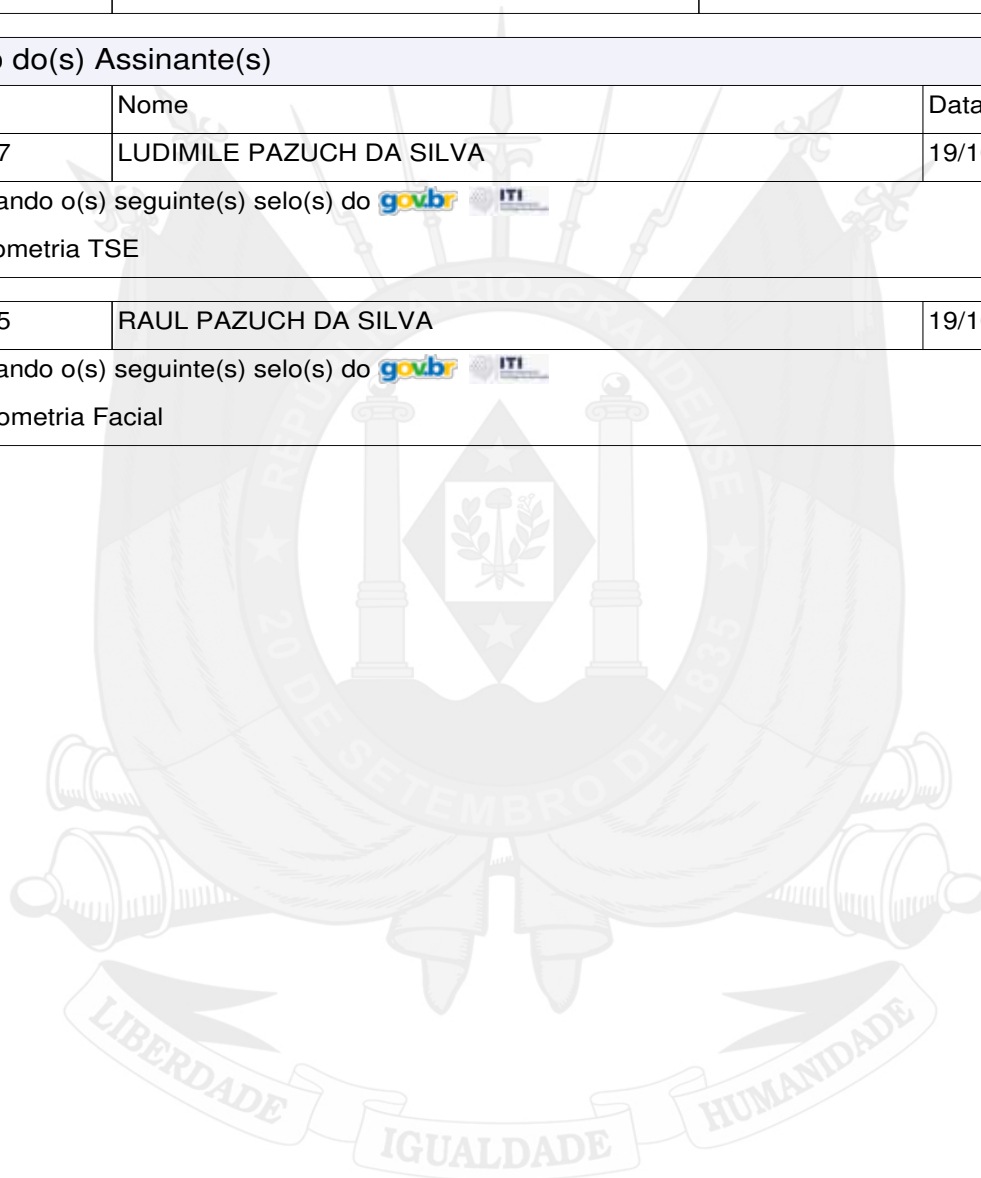 o do(s) Assinante(s)
Nome Data
7 LUDIMILE PAZUCH DA SILVA 19/1
ando o(s) seguinte(s) selo(s) do gov.br ITI
ometria TSE
5 RAUL PAZUCH DA SILVA 19/1
ando o(s) seguinte(s) selo(s) do gov.br ITI
ometria Facial
REPÚBLICA RIO-GRANDENSE
20 DE SETEMBRO DE 1835
LIBERDADE IGUALDADE HUMANIDADE